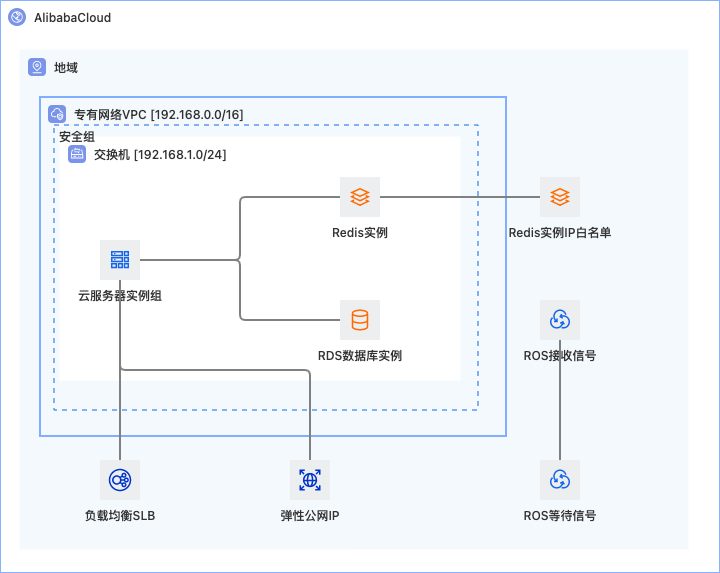 AlibabaCloud
地域
专有网络VPC [192.168.0.0/16]
安全组
交换机 [192.168.1.0/24]
Redis实例
Redis实例IP白名单
云服务器实例组
RDS数据库实例
ROS接收信号
负载均衡SLB
弹性公网IP
ROS等待信号